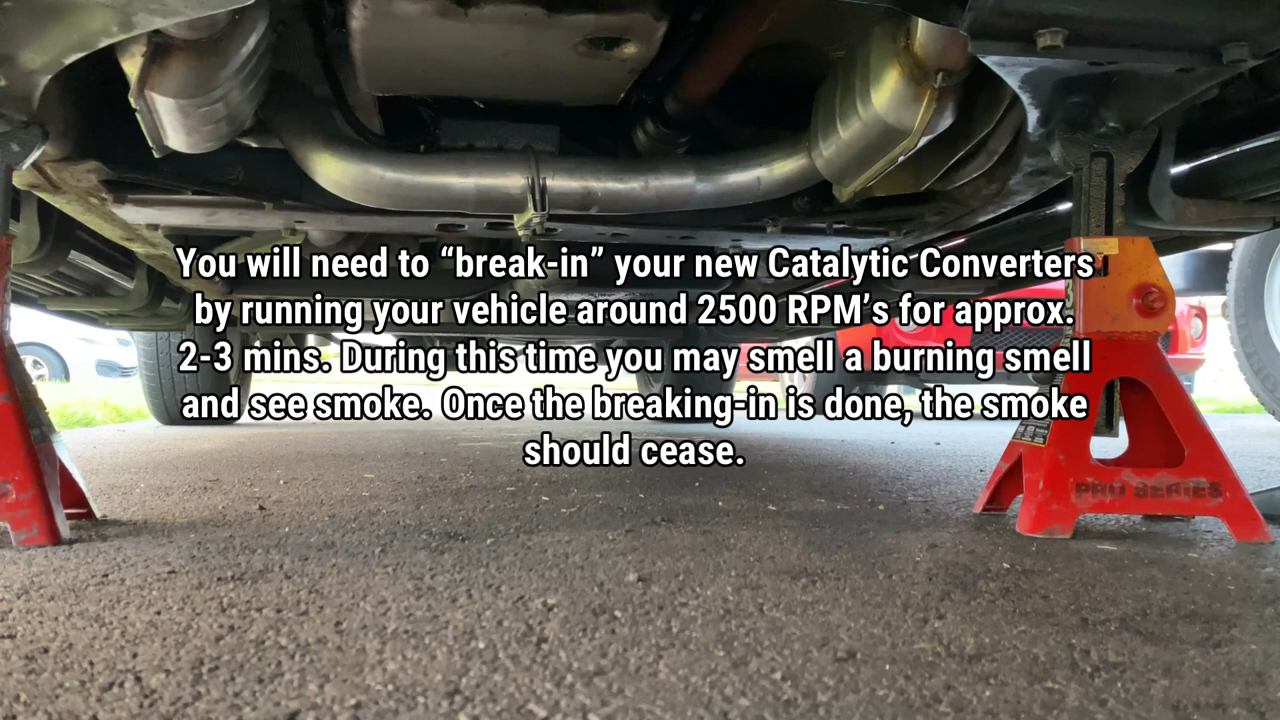 You will need to “break-in” your new Catalytic Converters
by running your vehicle around 2500 RPM’s for approx.
2-3 mins. During this time you may smell a burning smell
and see smoke. Once the breaking-in is done, the smoke
should cease.
PRO SERIES